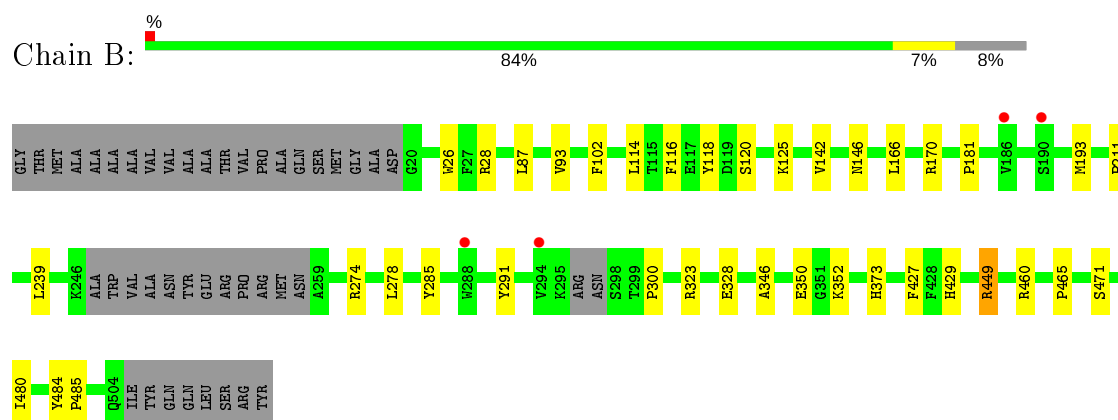 %
Chain B:
84%
7%
8%
GLY THR MET ALA ALA ALA ALA VAL VAL ALA ALA THR VAL PRO ALA GLN SER MET GLY ALA ASP G20 W26 F27 R28 L87 V93 F102 L114 T115 F116 E117 Y118 D119 S120 K125 V142 N146 L166 R170 P181 V186 S190 M193
L239 K246 ALA TRP VAL ALA ASN TYR GLU ARG PRO ARG MET ASN A259 R274 L278 Y285 W288 Y291 V294 K295 ARG ASN S298 T299 P300 R323 E328 A346 E350 G351 K352 H373 F427 F428 H429 R449 R460 P465 S471
I480 Y484 P485 Q504 ILE TYR GLN GLN LEU SER ARG TYR